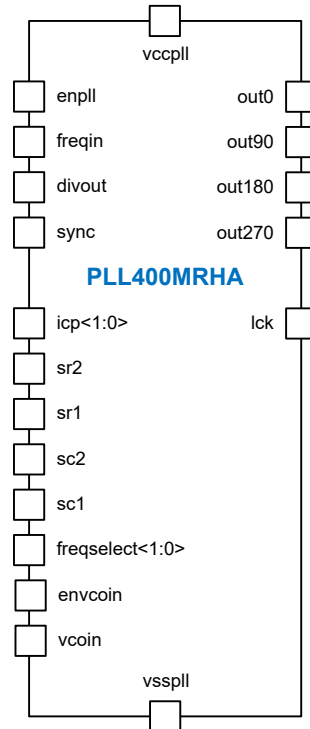 vccpll
enpll
out0
freqin
out90
divout
out180
sync
out270
PLL400MRHA
icp<1:0>
lck
sr2
sr1
sc2
sc1
freqselect<1:0>
envcoin
vcoin
vsspll